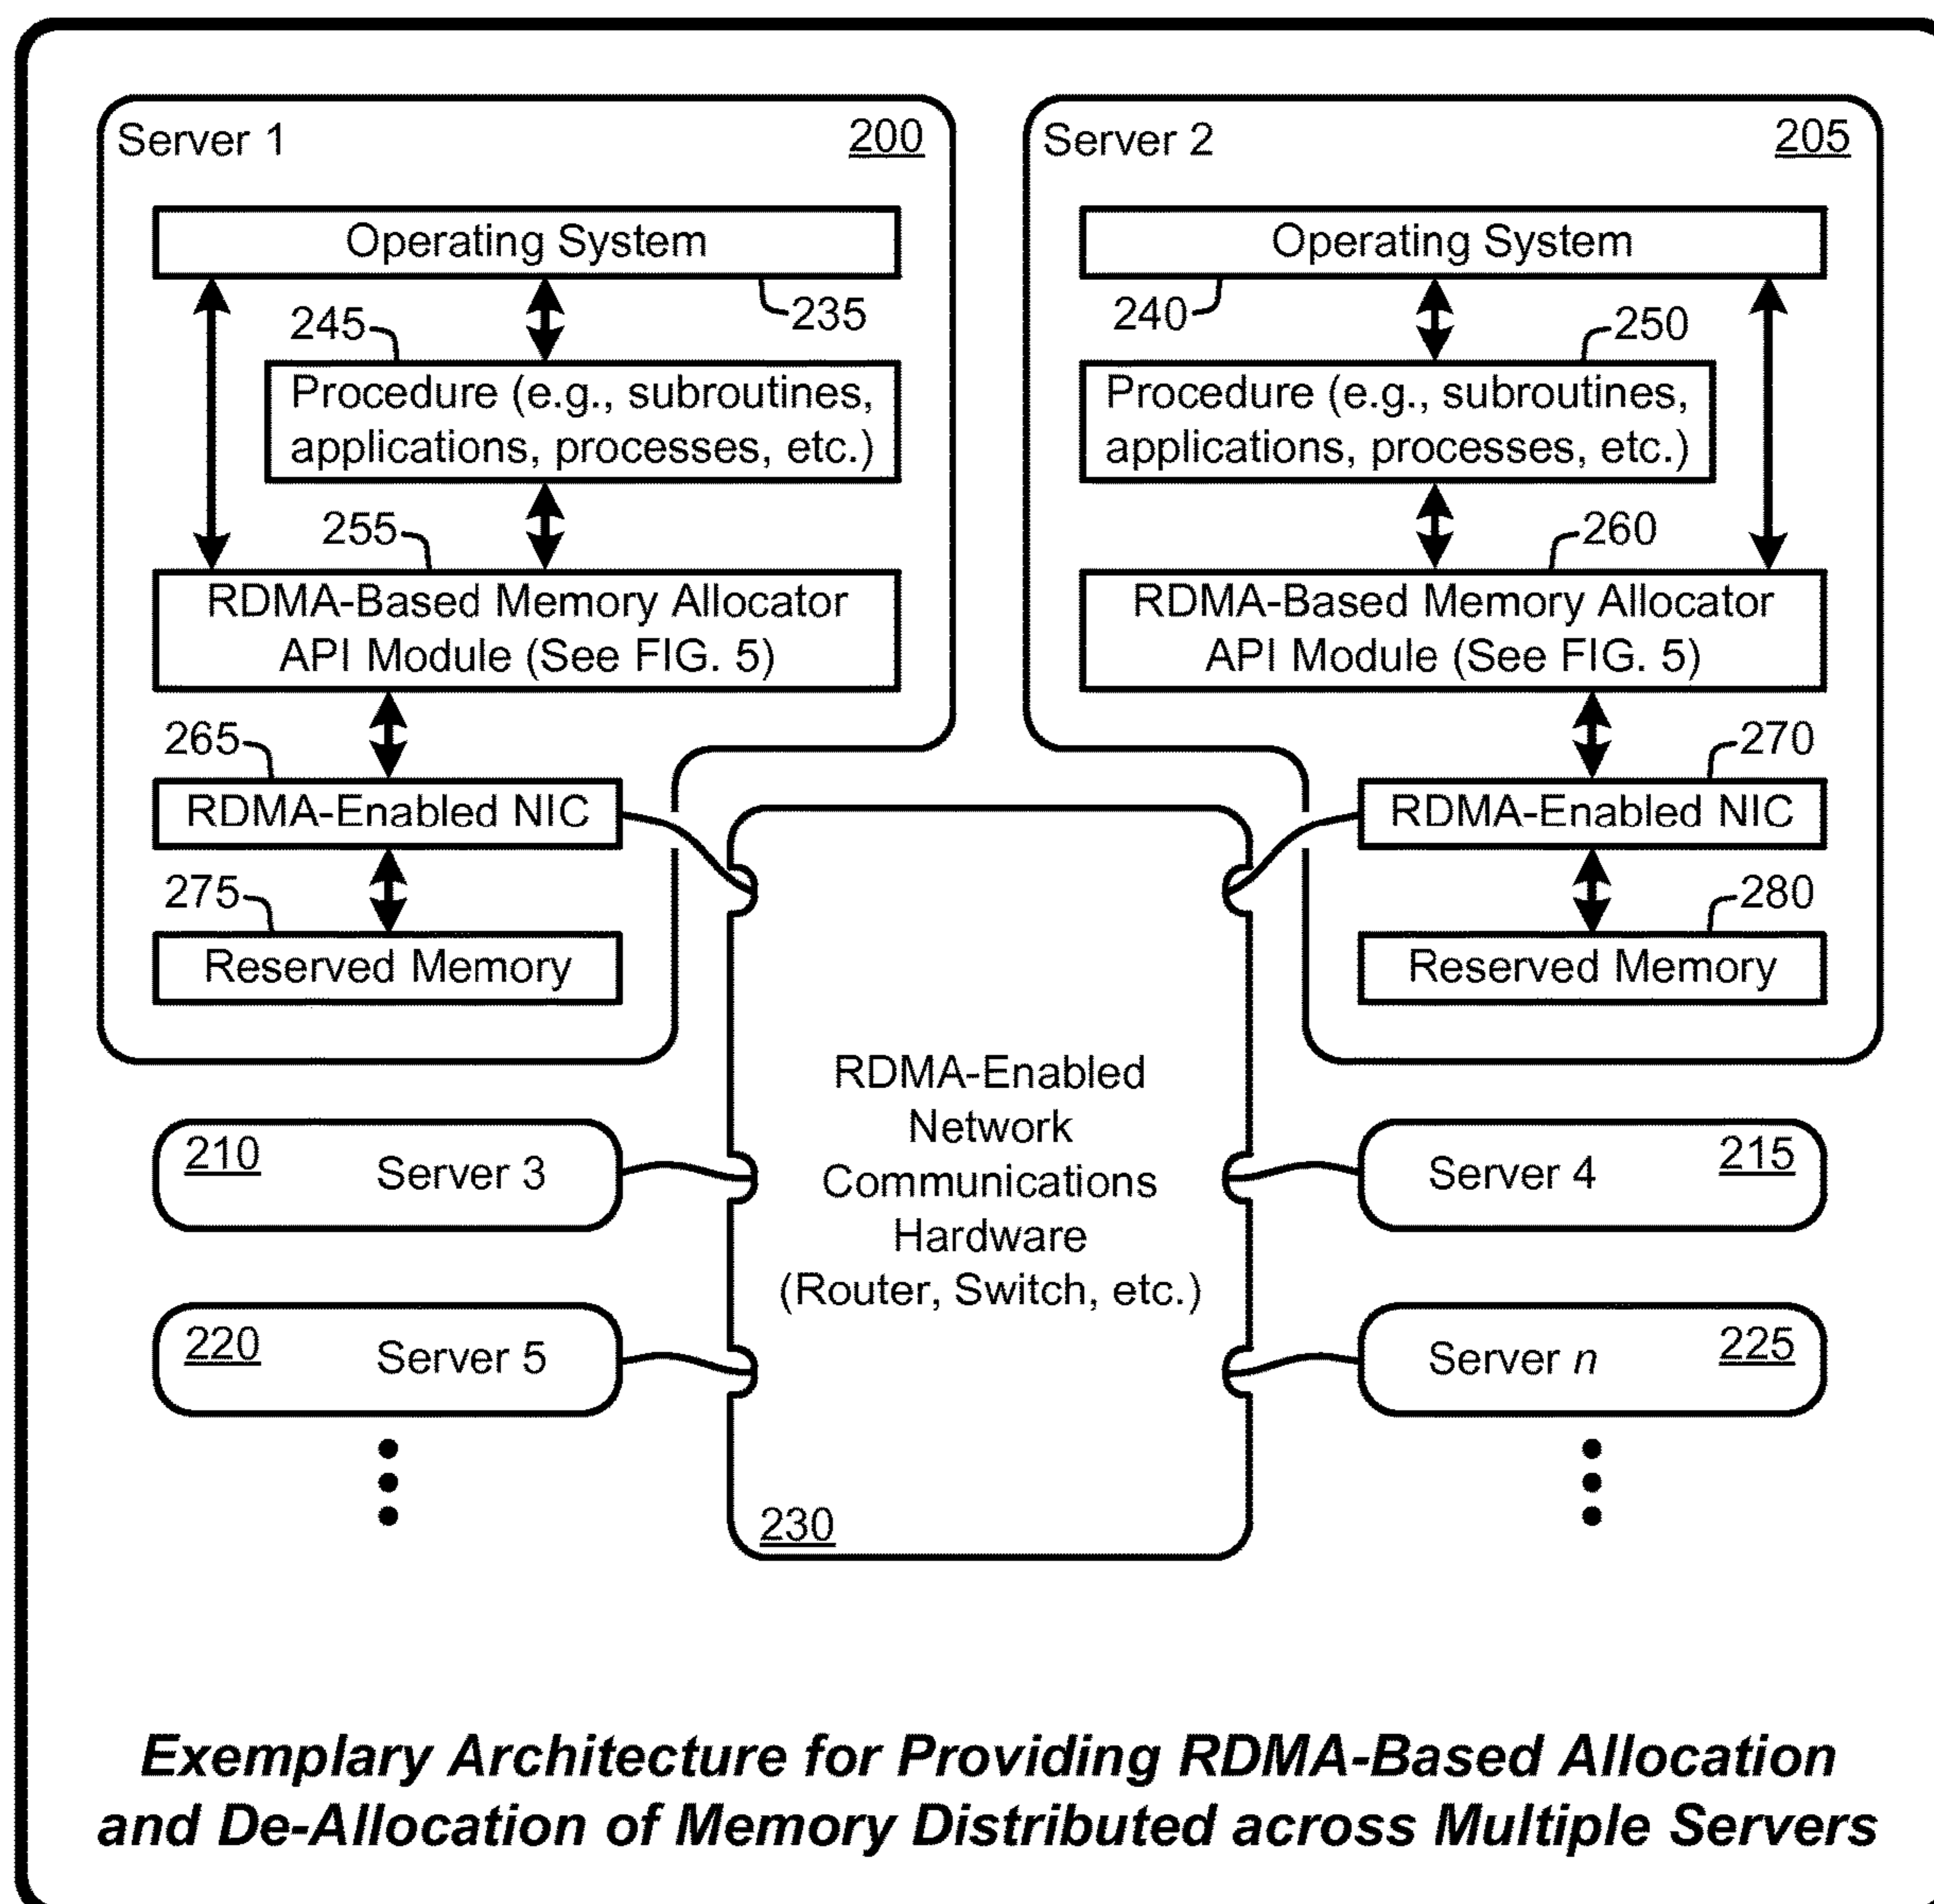 Server 1
200
Operating System
235
245
Procedure (e.g., subroutines,
applications, processes, etc.)
255
RDMA-Based Memory Allocator
API Module (See FIG. 5)
265
RDMA-Enabled NIC
275
Reserved Memory
Server 2
205
Operating System
240
250
Procedure (e.g., subroutines,
applications, processes, etc.)
260
RDMA-Based Memory Allocator
API Module (See FIG. 5)
270
RDMA-Enabled NIC
280
Reserved Memory
RDMA-Enabled
Network
Communications
Hardware
(Router, Switch, etc.)
230
210
Server 3
Server 4
215
220
Server 5
Server n
225
Exemplary Architecture for Providing RDMA-Based Allocation
and De-Allocation of Memory Distributed across Multiple Servers